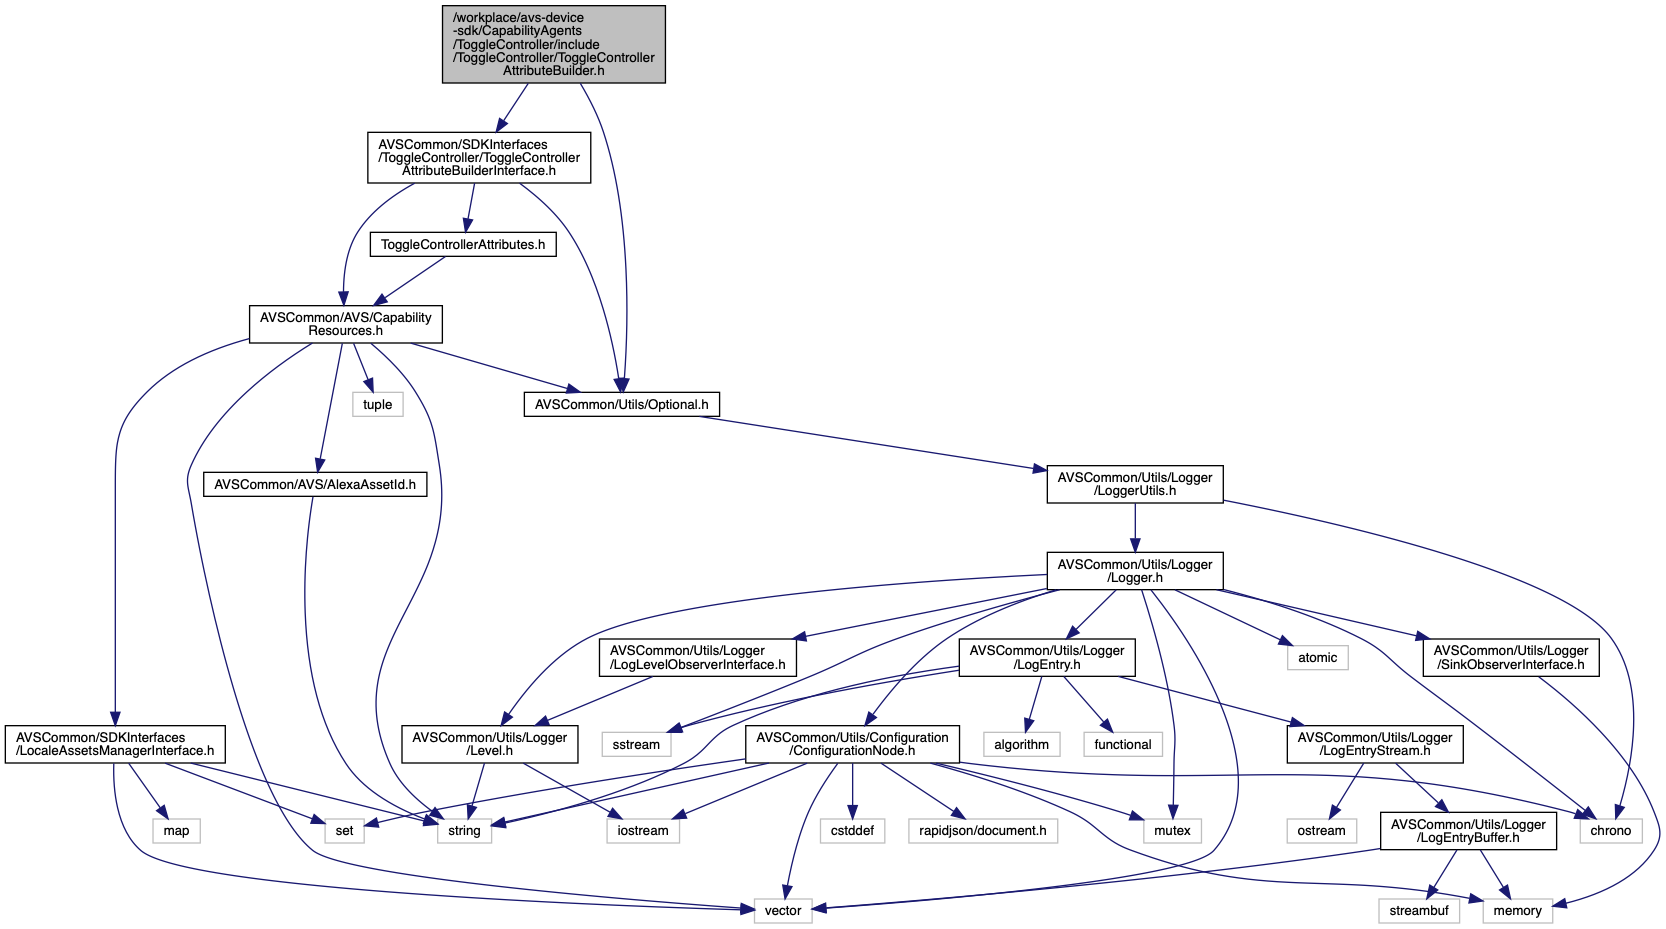 /workplace/avs-device
-sdk/CapabilityAgents
/ToggleController/include
/ToggleController/ToggleController
AttributeBuilder.h
AVSCommon/SDKInterfaces
/ToggleController/ToggleController
AttributeBuilderInterface.h
ToggleControllerAttributes.h
AVSCommon/AVS/Capability
Resources.h
tuple
AVSCommon/Utils/Optional.h
AVSCommon/AVS/AlexaAssetId.h
AVSCommon/Utils/Logger
/LoggerUtils.h
AVSCommon/Utils/Logger
/Logger.h
AVSCommon/Utils/Logger
/LogLevelObserverInterface.h
AVSCommon/Utils/Logger
/LogEntry.h
atomic
AVSCommon/Utils/Logger
/SinkObserverInterface.h
AVSCommon/SDKInterfaces
/LocaleAssetsManagerInterface.h
AVSCommon/Utils/Logger
/Level.h
sstream
AVSCommon/Utils/Configuration
/ConfigurationNode.h
algorithm
functional
AVSCommon/Utils/Logger
/LogEntryStream.h
map
set
string
iostream
cstddef
rapidjson/document.h
mutex
ostream
AVSCommon/Utils/Logger
/LogEntryBuffer.h
chrono
vector
streambuf
memory